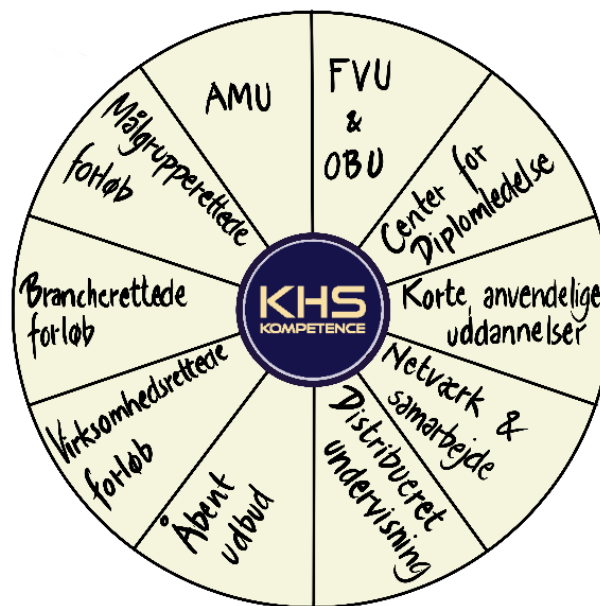 AMU
FVU
&
OBU
Center for
Diplomledelse
Korte, anvendelige
uddannelser
Netværk &
samarbejde
Distribueret
undervisning
Åbent
udbud
Virksomhedsrettede
forløb
Brancherettede
forløb
Målgrupperettede
forløb
KHS
KOMPETENCE